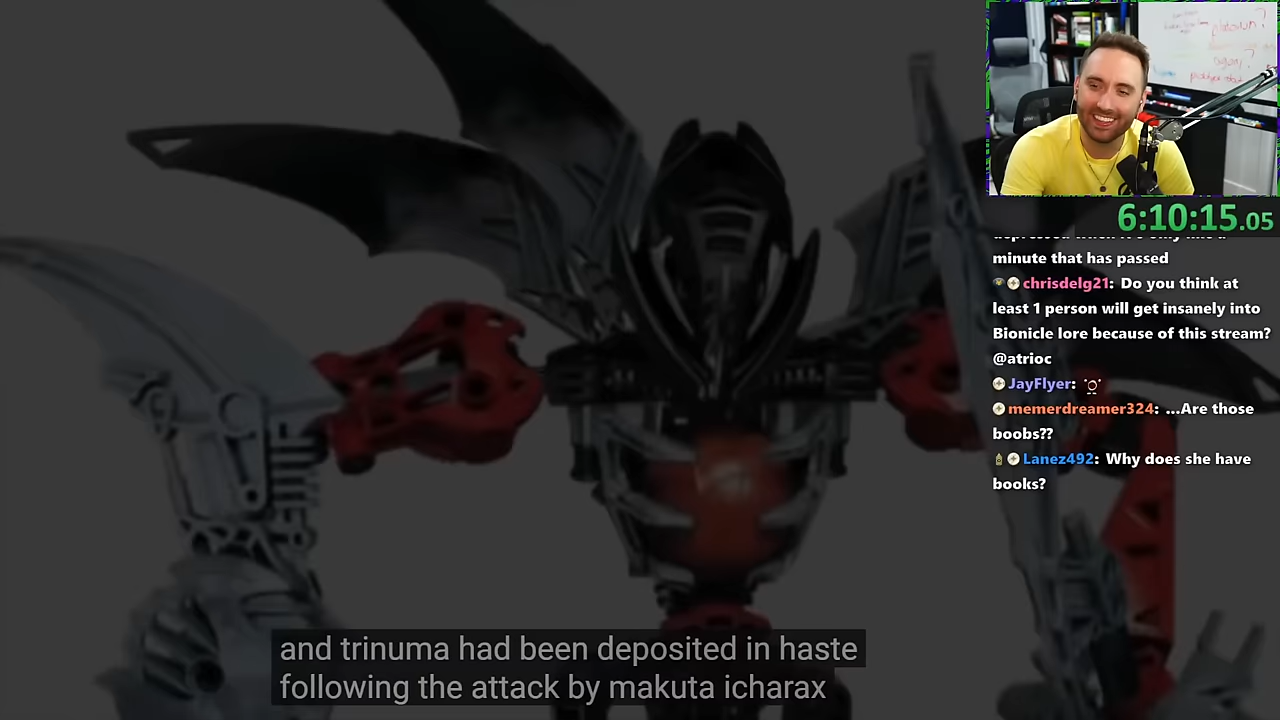 platown?
6:10:15.05
minute that has passed
chrisdelg21: Do you think at
least 1 person will get insanely into
Bionicle lore because of this stream?
@atrioc
JayFlyer:
memerdreamer324: ...Are those
boobs??
Lanez492: Why does she have
books?
and trinuma had been deposited in haste
following the attack by makuta icharax